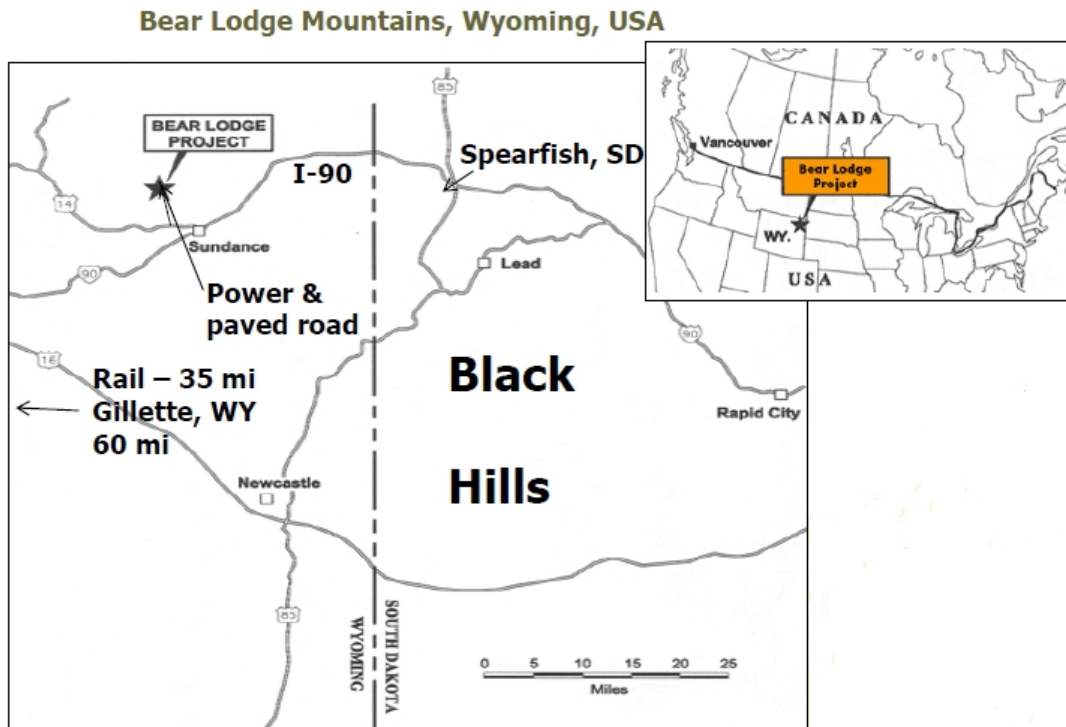 Bear Lodge Mountains, Wyoming, USA
85
BEAR LODGE
PROJECT
I-90
Spearfish, SD
14
Sundance
90
Lead
Power &
paved road
16
Rail – 35 mi
Gillette, WY
60 mi
Black
Hills
90
Rapid City
Newcastle
85
WYOMING
SOUTH DAKOTA
0 5 10 15 20 25
Miles
CANADA
Vancouver
Bear Lodge
Project
WY.
USA